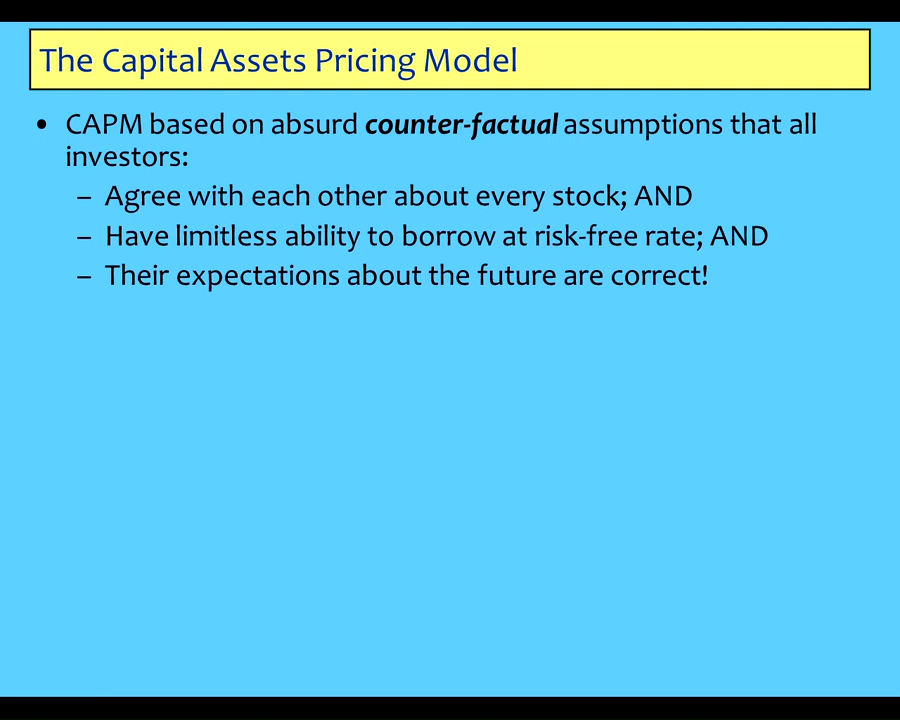 The Capital Assets Pricing Model
• CAPM based on absurd counter-factual assumptions that all
investors:
– Agree with each other about every stock; AND
– Have limitless ability to borrow at risk-free rate; AND
– Their expectations about the future are correct!